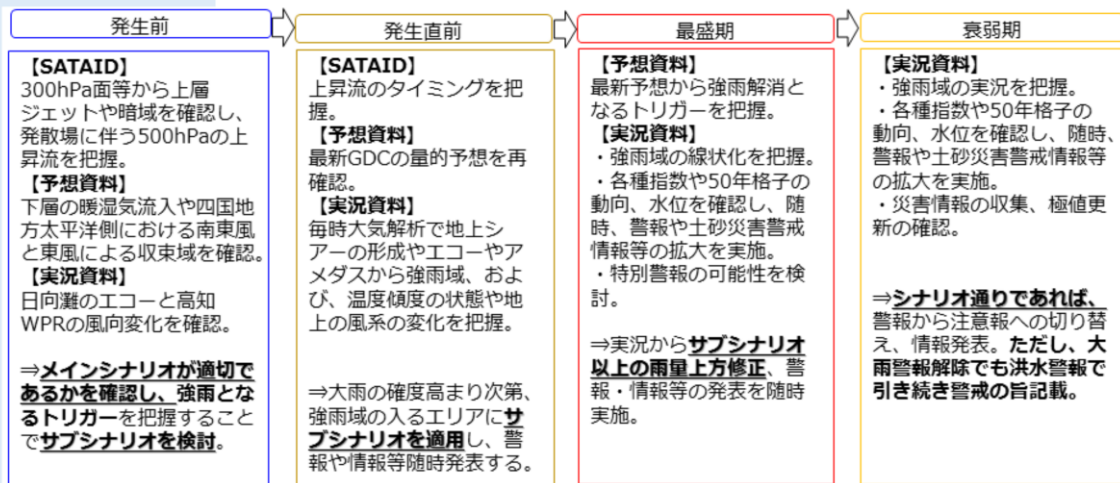 発生前
【SATAID】
300hPa面等から上層
ジェットや暗域を確認し、
発散場に伴う500hPaの上
昇流を把握。
【予想資料】
下層の暖湿気流入や四国地
方太平洋側における南東風
と東風による収束域を確認。
【実況資料】
日向灘のエコーと高知
WPRの風向変化を確認。
⇒メインシナリオが適切で
あるかを確認し、強雨とな
るトリガーを把握すること
でサブシナリオを検討。
発生直前
【SATAID】
上昇流のタイミングを把
握。
【予想資料】
最新GDCの量的予想を再
確認。
【実況資料】
毎時大気解析で地上シ
アーの形成やエコーやア
メダスから強雨域、およ
び、温度傾度の状態や地
上の風系の変化を把握。
⇒大雨の確度高まり次第、
強雨域の入るエリアにサ
ブシナリオを適用し、警
報や情報等随時発表する。
最盛期
【予想資料】
最新予想から強雨解消と
なるトリガーを把握。
【実況資料】
・強雨域の線状化を把握。
・各種指数や50年格子の
動向、水位を確認し、随
時、警報や土砂災害警戒
情報等の拡大を実施。
・特別警報の可能性を検
討。
⇒実況からサブシナリオ
以上の雨量上方修正、警
報・情報等の発表を随時
実施。
衰弱期
【実況資料】
・強雨域の実況を把握。
・各種指数や50年格子の
動向、水位を確認し、随時、
警報や土砂災害警戒情報等
の拡大を実施。
・災害情報の収集、極値更
新の確認。
⇒シナリオ通りであれば、
警報から注意報への切り替
え、情報発表。ただし、大
雨警報解除でも洪水警報で
引き続き警戒の旨記載。